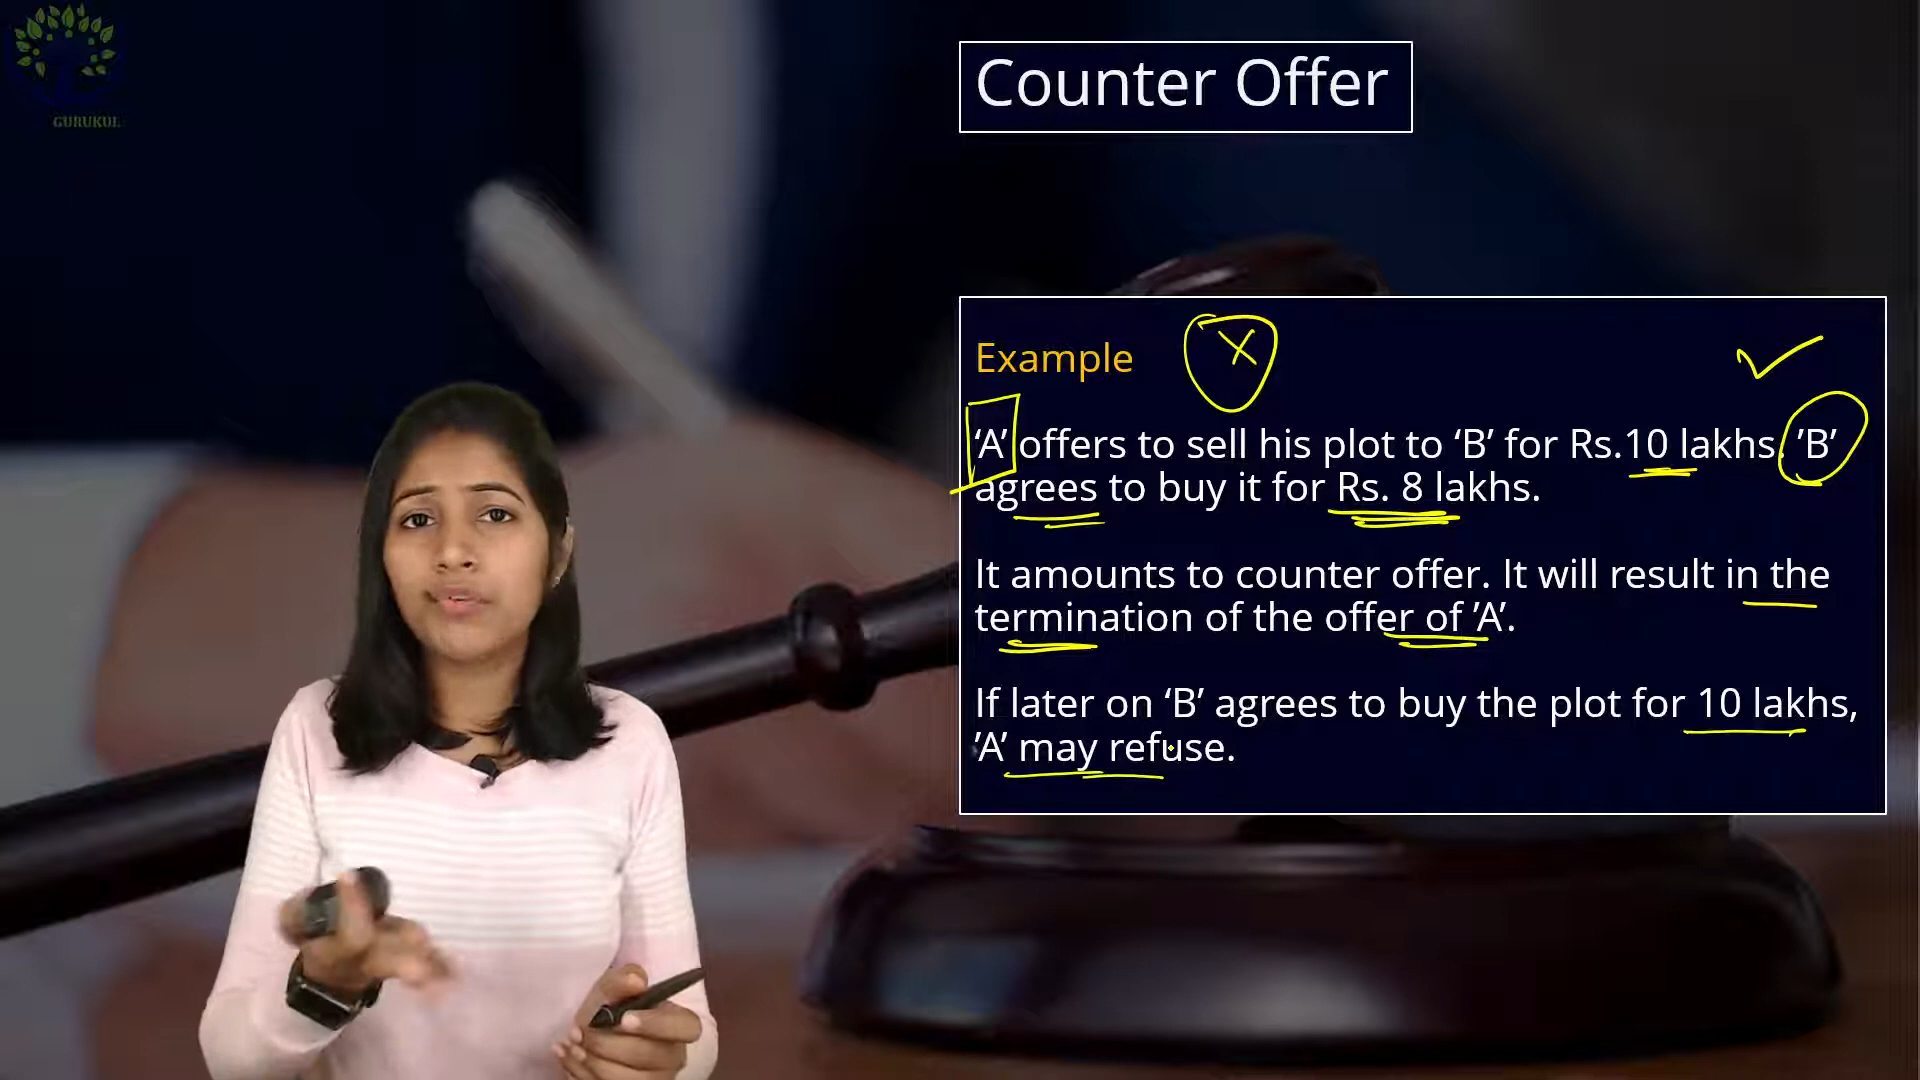 GURUKUL
Counter Offer
Example
X
‘A’ offers to sell his plot to ‘B’ for Rs.10 lakhs. ’B’
agrees to buy it for Rs. 8 lakhs.
It amounts to counter offer. It will result in the
termination of the offer of ’A’.
If later on ‘B’ agrees to buy the plot for 10 lakhs,
’A’ may refuse.